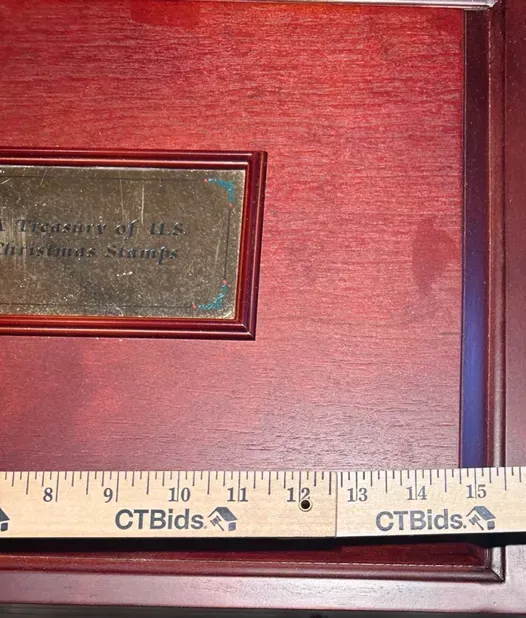 A Treasury of U.S.
Christmas Stamps
8 9 10 11 12 13 14 15
CTBids. CTBids.